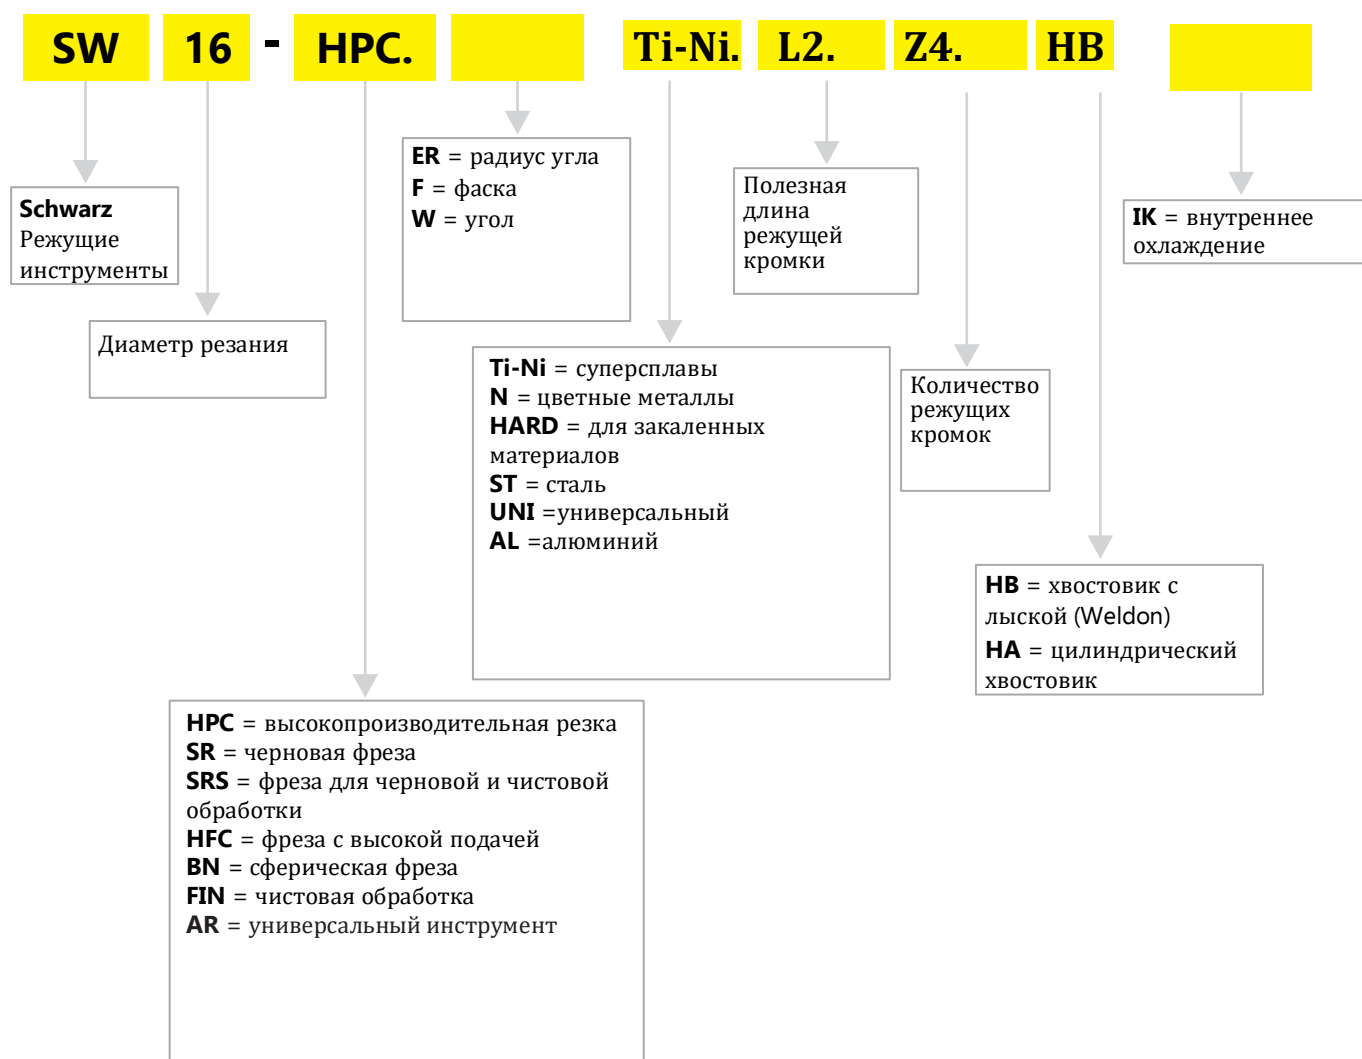 SW 16 - HPC. Ti-Ni. L2. Z4. HB
Schwarz
Режущие
инструменты
Диаметр резания
ER = радиус угла
F = фаска
W = угол
Полезная
длина
режущей
кромки
IK = внутреннее
охлаждение
Ti-Ni = суперсплавы
N = цветные металлы
HARD = для закаленных
материалов
ST = сталь
UNI =универсальный
AL =алюминий
Количество
режущих
кромок
HB = хвостовик с
лыской (Weldon)
HA = цилиндрический
хвостовик
HPC = высокопроизводительная резка
SR = черновая фреза
SRS = фреза для черновой и чистовой
обработки
HFC = фреза с высокой подачей
BN = сферическая фреза
FIN = чистовая обработка
AR = универсальный инструмент